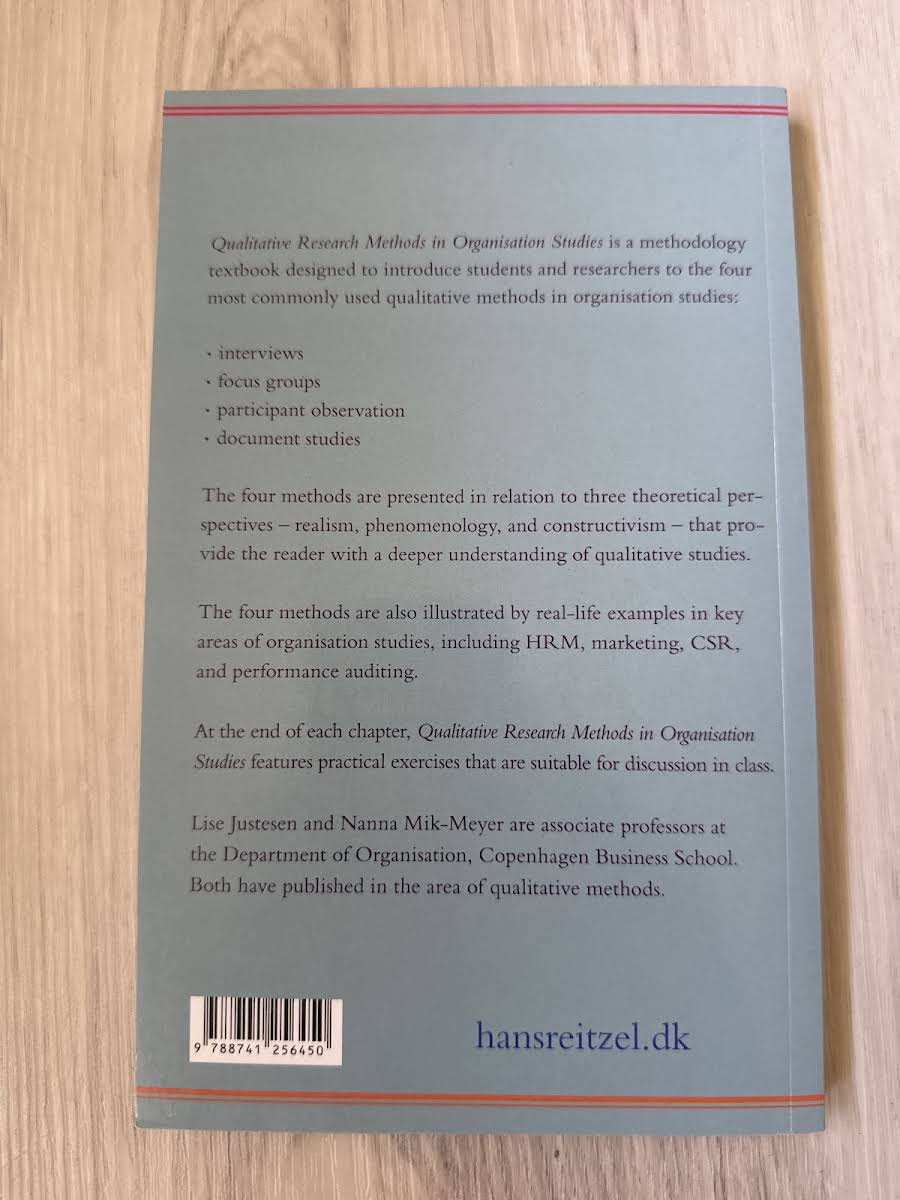 Qualitative Research Methods in Organisation Studies is a methodology
textbook designed to introduce students and researchers to the four
most commonly used qualitative methods in organisation studies:
· interviews
· focus groups
· participant observation
· document studies
The four methods are presented in relation to three theoretical per-
spectives – realism, phenomenology, and constructivism – that pro-
vide the reader with a deeper understanding of qualitative studies.
The four methods are also illustrated by real-life examples in key
areas of organisation studies, including HRM, marketing, CSR,
and performance auditing.
At the end of each chapter, Qualitative Research Methods in Organisation
Studies features practical exercises that are suitable for discussion in class.
Lise Justesen and Nanna Mik-Meyer are associate professors at
the Department of Organisation, Copenhagen Business School.
Both have published in the area of qualitative methods.
9 788741 256450
hansreitzel.dk